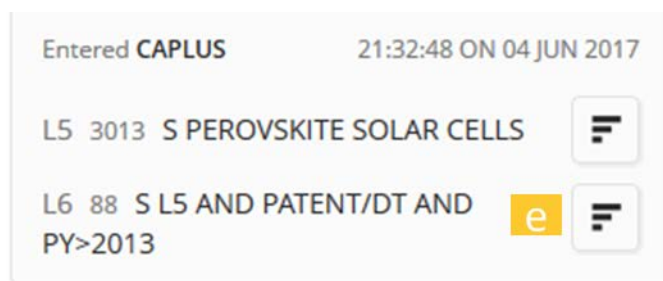 Entered CAPLUS 21:32:48 ON 04 JUN 2017
L5 3013 S PEROVSKITE SOLAR CELLS
L6 88 S L5 AND PATENT/DT AND e
PY>2013